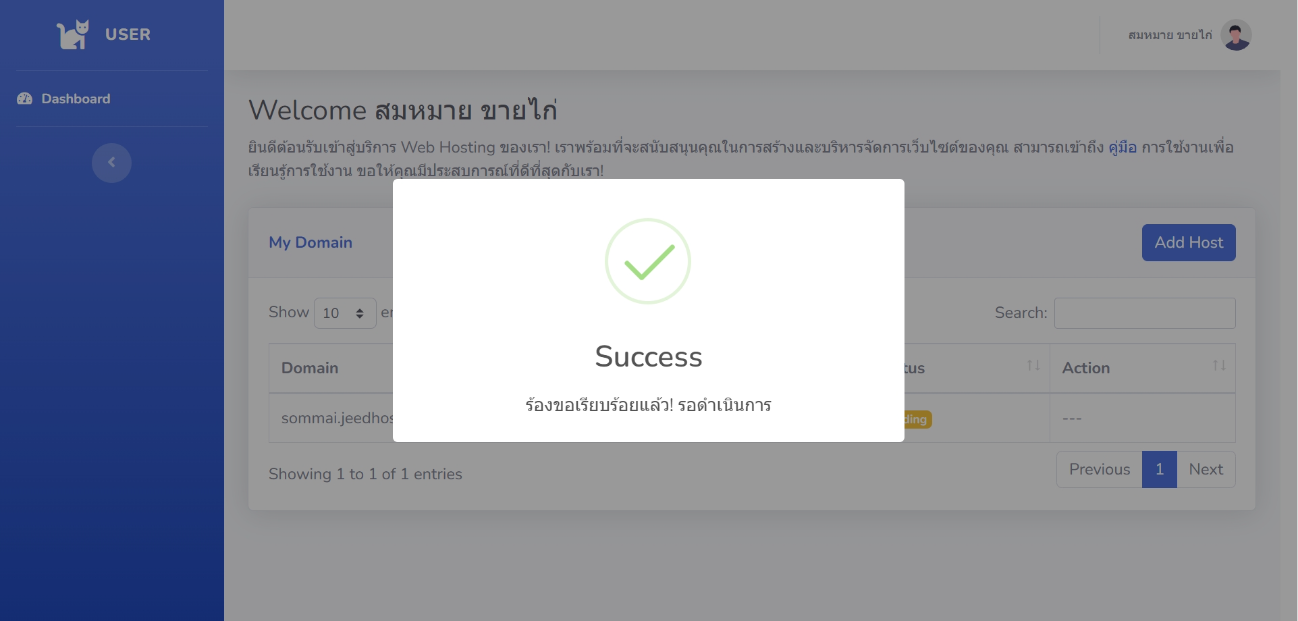 USER
สมหมาย ขายไก่
Dashboard
Welcome สมหมาย ขายไก่
ยินดีต้อนรับเข้าสู่บริการ Web Hosting ของเรา! เราพร้อมที่จะสนับสนุนคุณในการสร้างและบริหารจัดการเว็บไซต์ของคุณ สามารถเข้าถึง คู่มือ การใช้งานเพื่อ
เรียนรู้การใช้งาน ขอให้คุณมีประสบการณ์ที่ดีที่สุดกับเรา!
My Domain
Add Host
Show 10
Search:
Domain
Action
sommai.jeedhos
---
Success
ร้องขอเรียบร้อยแล้ว! รอดำเนินการ
Showing 1 to 1 of 1 entries
Previous 1 Next